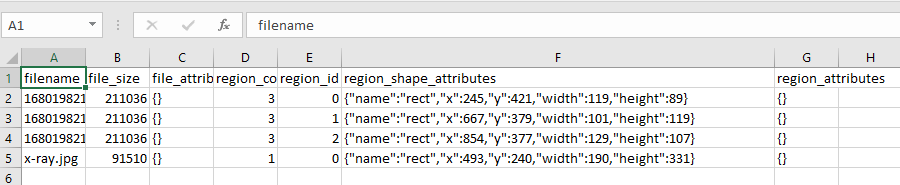 A1 fx filename
A B C D E F G H
1 filename file_size file_attrib region_co region_id region_shape_attributes region_attributes
2 168019821 211036 {} 3 0 {"name":"rect","x":245,"y":421,"width":119,"height":89} {}
3 168019821 211036 {} 3 1 {"name":"rect","x":667,"y":379,"width":101,"height":119} {}
4 168019821 211036 {} 3 2 {"name":"rect","x":854,"y":377,"width":129,"height":107} {}
5 x-ray.jpg 91510 {} 1 0 {"name":"rect","x":493,"y":240,"width":190,"height":331} {}
6